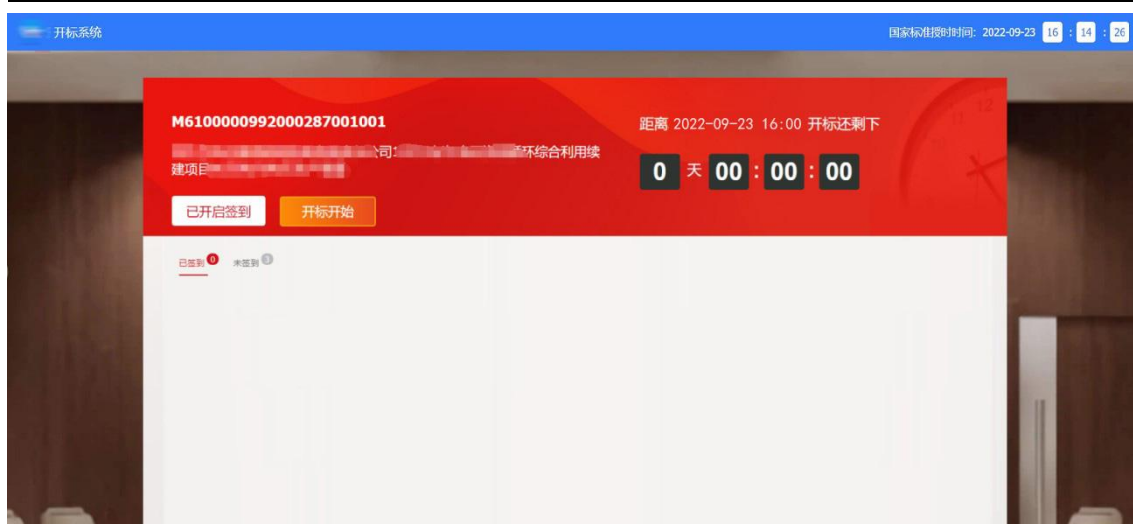 开标系统
国家标准授时时间: 2022-09-23 16 : 14 : 26
M6100000992000287001001
距离 2022-09-23 16:00 开标还剩下
公司 环综合利用续
建项目
0 天 00 : 00 : 00
已开启签到 开标开始
已签到 0 未签到 3
12
11